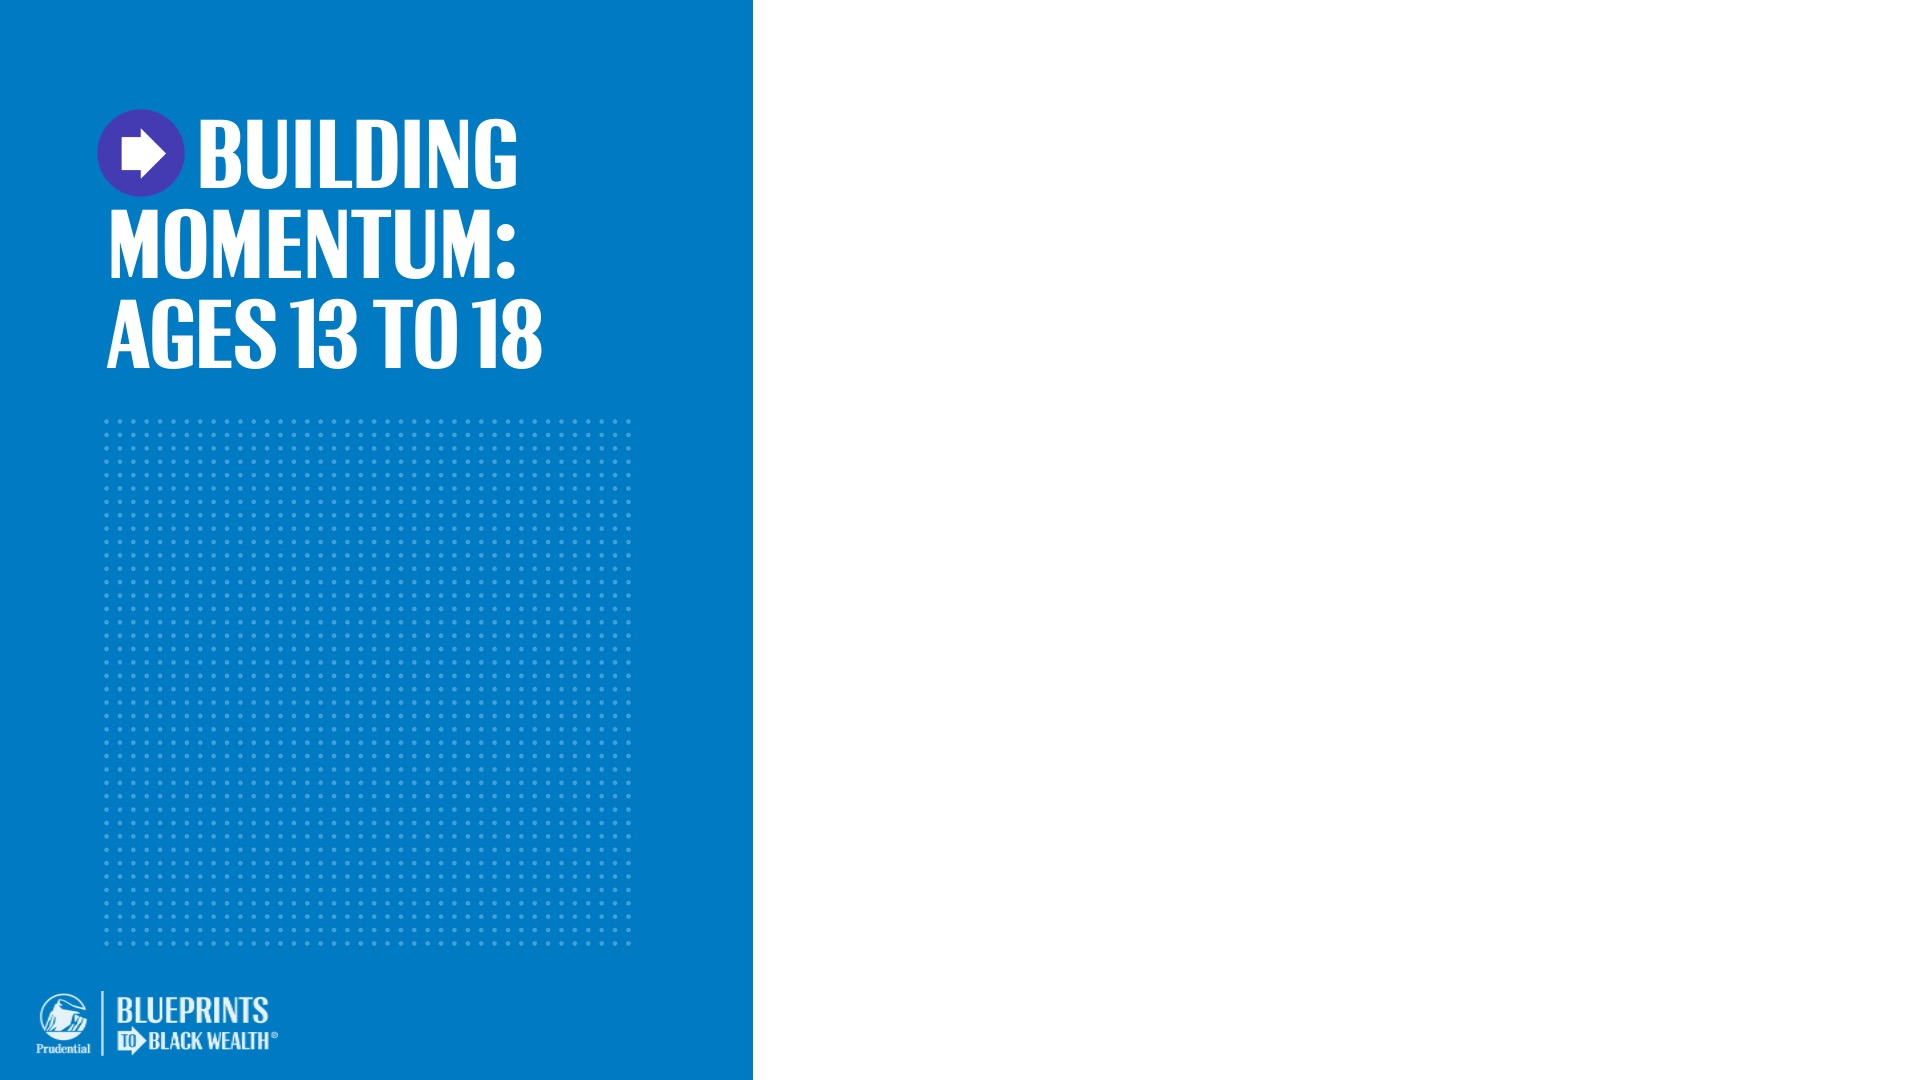 BUILDING
MOMENTUM:
AGES 13 TO 18
Prudential
BLUEPRINTS
TO BLACK WEALTH®